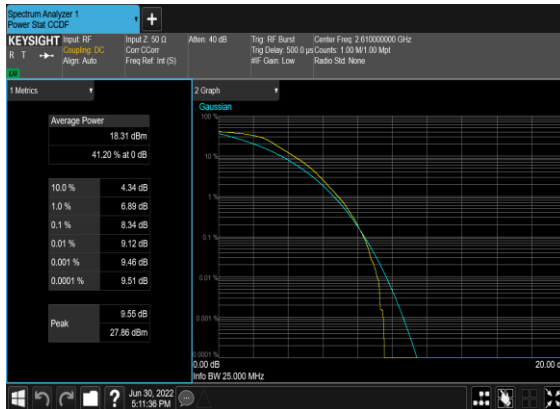 Spectrum Analyzer 1
Power Stat CCDF
KEYSIGHT
R T
LXI
Input: RF
Coupling: DC
Align: Auto
Input Z: 50 Ω
Corr CCorr
Freq Ref: Int (S)
Atten: 40 dB
Trig: RF Burst
Trig Delay: 500.0 µs
#IF Gain: Low
Center Freq: 2.610000000 GHz
Counts: 1.00 M/1.00 Mpt
Radio Std: None
1 Metrics
Average Power
18.31 dBm
41.20 % at 0 dB
10.0 % 4.34 dB
1.0 % 6.89 dB
0.1 % 8.34 dB
0.01 % 9.12 dB
0.001 % 9.46 dB
0.0001 % 9.51 dB
Peak
9.55 dB
27.86 dBm
2 Graph
Gaussian
100 %
10 %
1 %
0.1 %
0.01 %
0.001 %
0.0001 %
0.00 dB
20.00
Info BW 25.000 MHz
?
Jun 30, 2022
5:11:36 PM